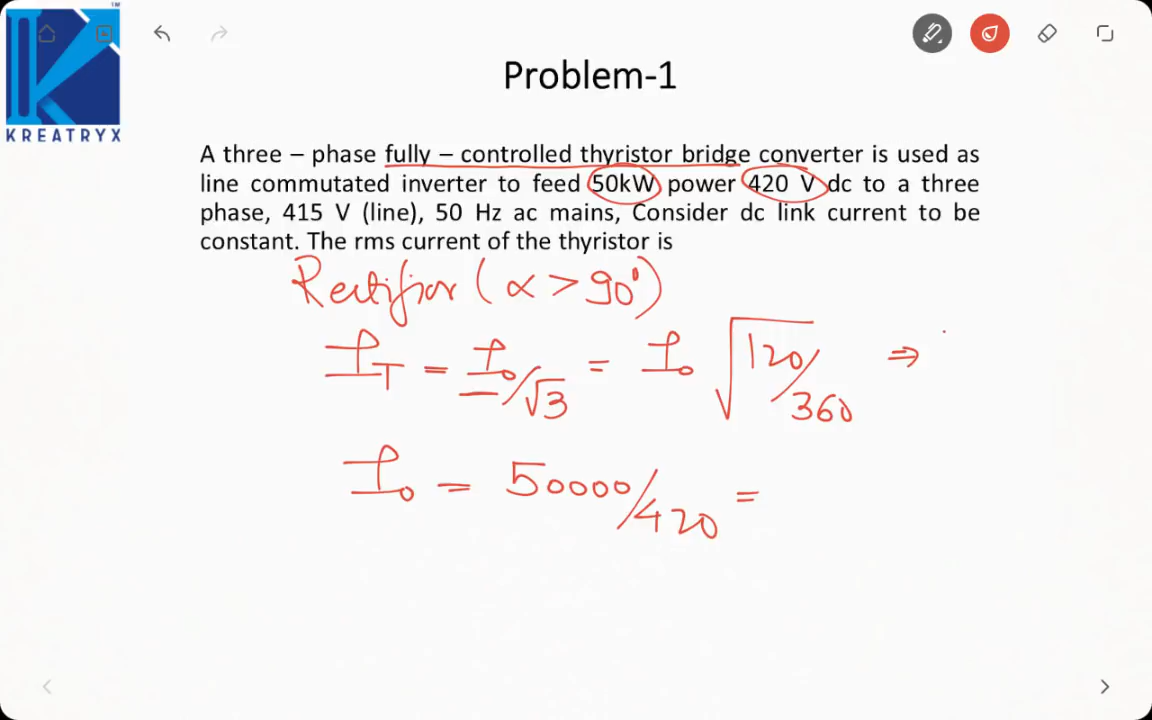 KREATRYX
TM
Problem-1
A three – phase fully – controlled thyristor bridge converter is used as
line commutated inverter to feed 50kW power 420 V dc to a three
phase, 415 V (line), 50 Hz ac mains, Consider dc link current to be
constant. The rms current of the thyristor is
Rectifier (α > 90°)
I_T = I_0/√3 = I_0 √120/360 ⇒
I_0 = 50000/420 =